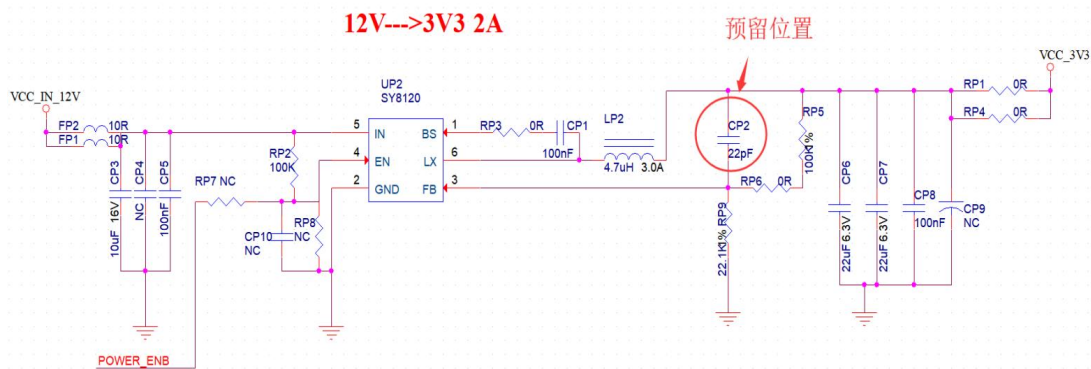 12V--->3V3 2A
预留位置
VCC_3V3
VCC_IN_12V
UP2
SY8120
RP1
0R
RP4
0R
FP2
10R
FP1
10R
5
IN
BS
1
RP3
0R
CP1
100nF
LP2
4.7uH
3.0A
CP2
22pF
RP5
100K1%
4
EN
LX
6
2
GND
FB
3
RP2
100K
RP6
0R
CP3
10uF 16V
CP4
NC
CP5
100nF
RP7 NC
RP8
NC
CP10
NC
RP9
22.1K1%
CP6
22uF 6.3V
CP7
22uF 6.3V
CP8
100nF
CP9
NC
POWER_ENB